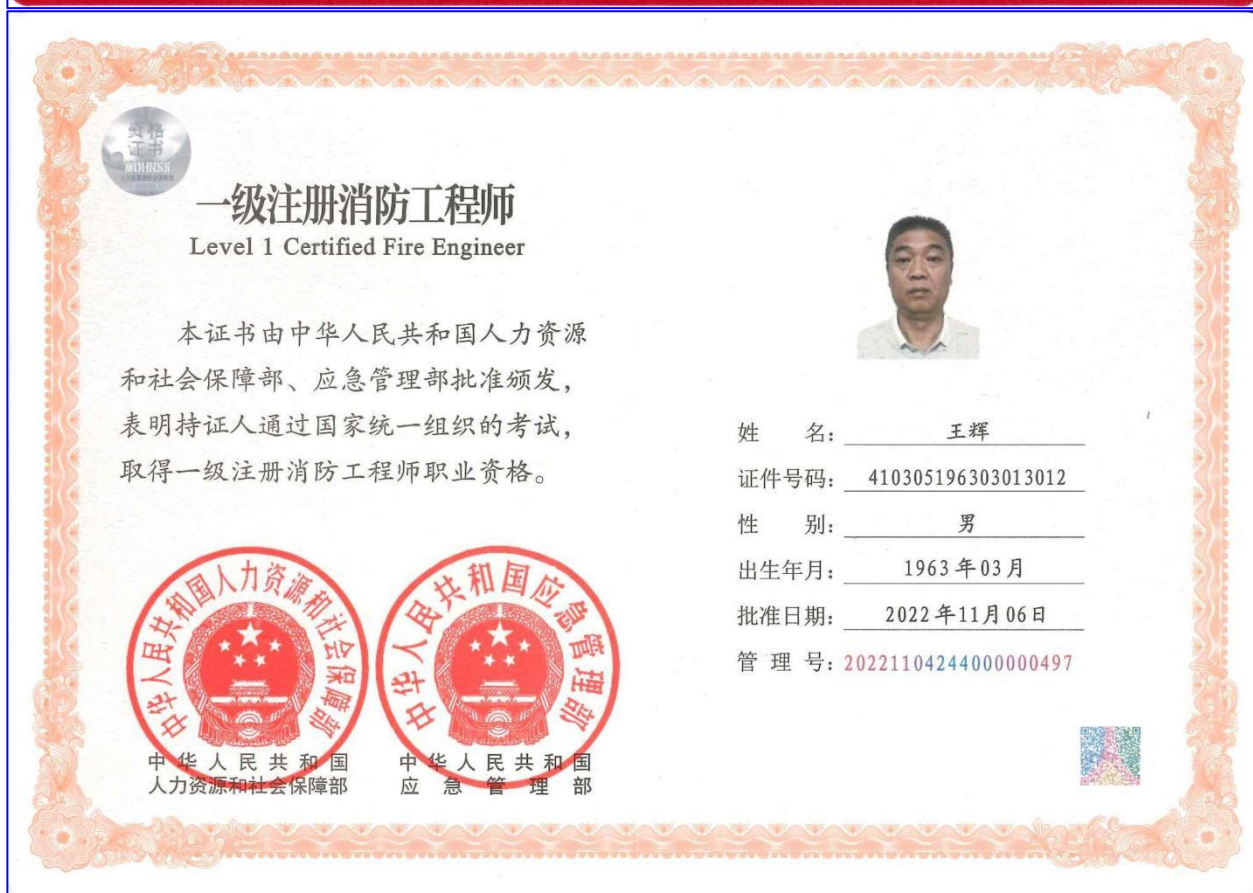 资格
证书
MOHRSS
一级注册消防工程师
Level 1 Certified Fire Engineer
本证书由中华人民共和国人力资源
和社会保障部、应急管理部批准颁发，
表明持证人通过国家统一组织的考试，
取得一级注册消防工程师职业资格。
姓 名： 王辉
证件号码： 410305196303013012
性 别： 男
出生年月： 1963年03月
批准日期： 2022年11月06日
管 理 号： 20221104244000000497
中华人民共和国人力资源和社会保障部
中华人民共和国应急管理部
中华人民共和国
人力资源和社会保障部
中华人民共和国
应急管理部